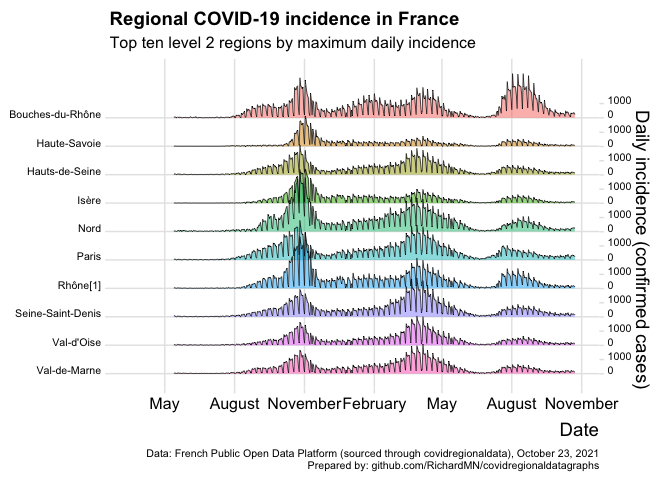 Regional COVID-19 incidence in France
Top ten level 2 regions by maximum daily incidence
Bouches-du-Rhône
Haute-Savoie
Hauts-de-Seine
Isère
Nord
Paris
Rhône[1]
Seine-Saint-Denis
Val-d'Oise
Val-de-Marne
1000
0
1000
0
1000
0
1000
0
1000
0
1000
0
1000
0
1000
0
1000
0
1000
0
Daily incidence (confirmed cases)
May August November February May August November
Date
Data: French Public Open Data Platform (sourced through covidregionaldata), October 23, 2021
Prepared by: github.com/RichardMN/covidregionaldatagraphs